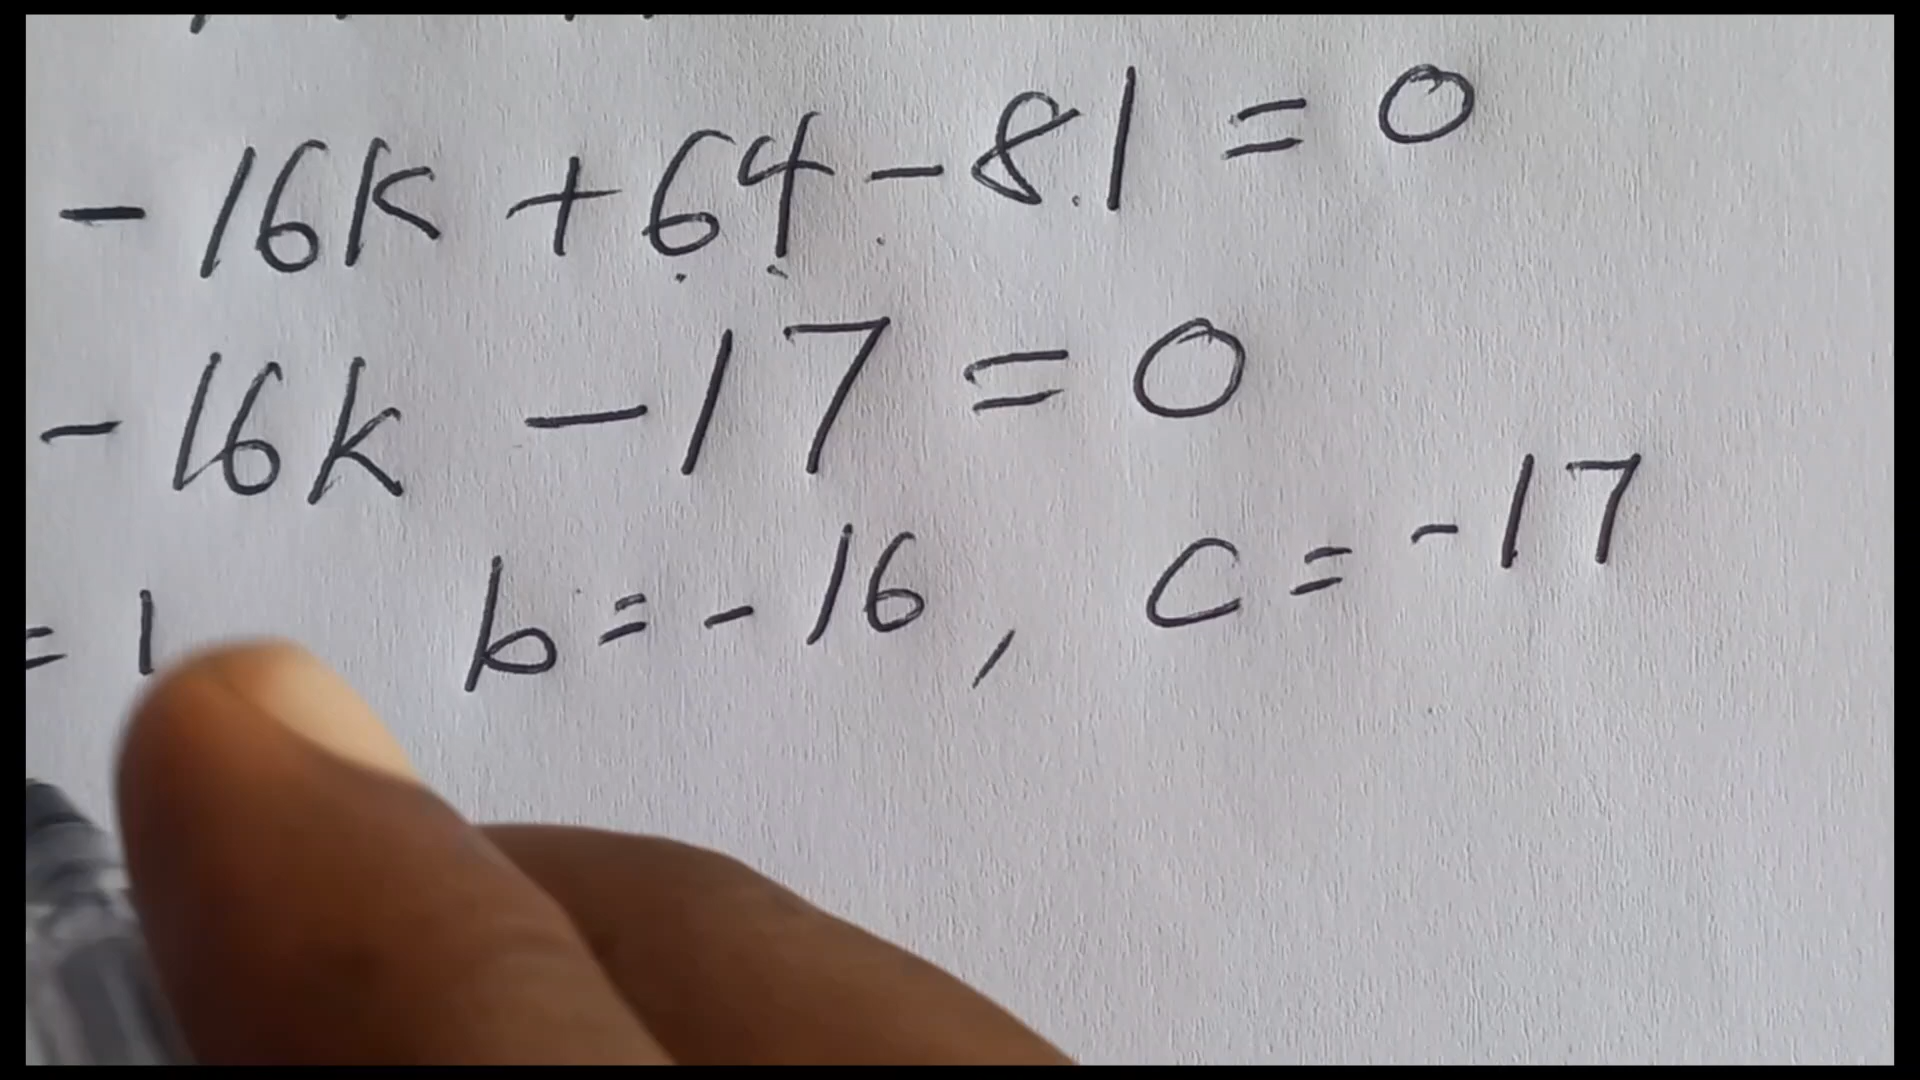 - 16k + 64 - 81 = 0
- 16k - 17 = 0
= 1 b = - 16 , c = - 17